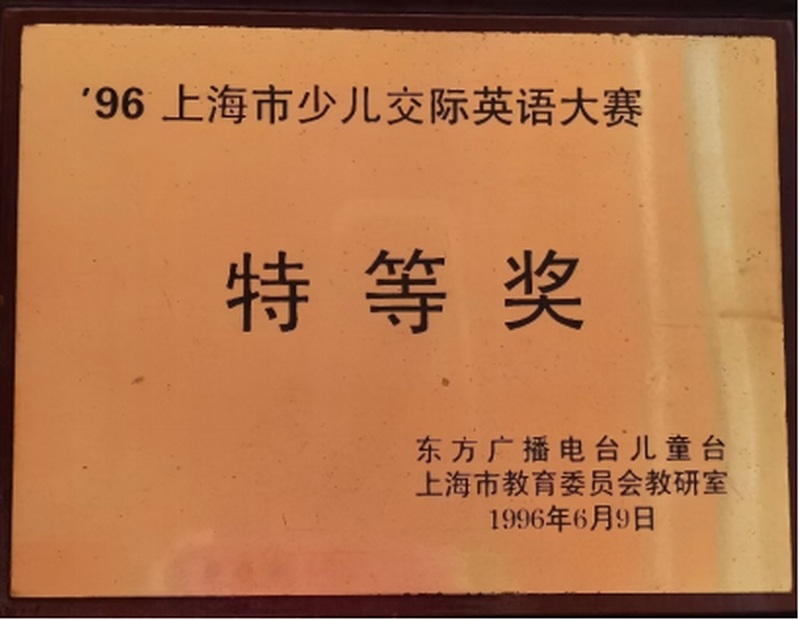 '96 上海市少儿交际英语大赛
特等奖
东方广播电台儿童台
上海市教育委员会教研室
1996年6月9日